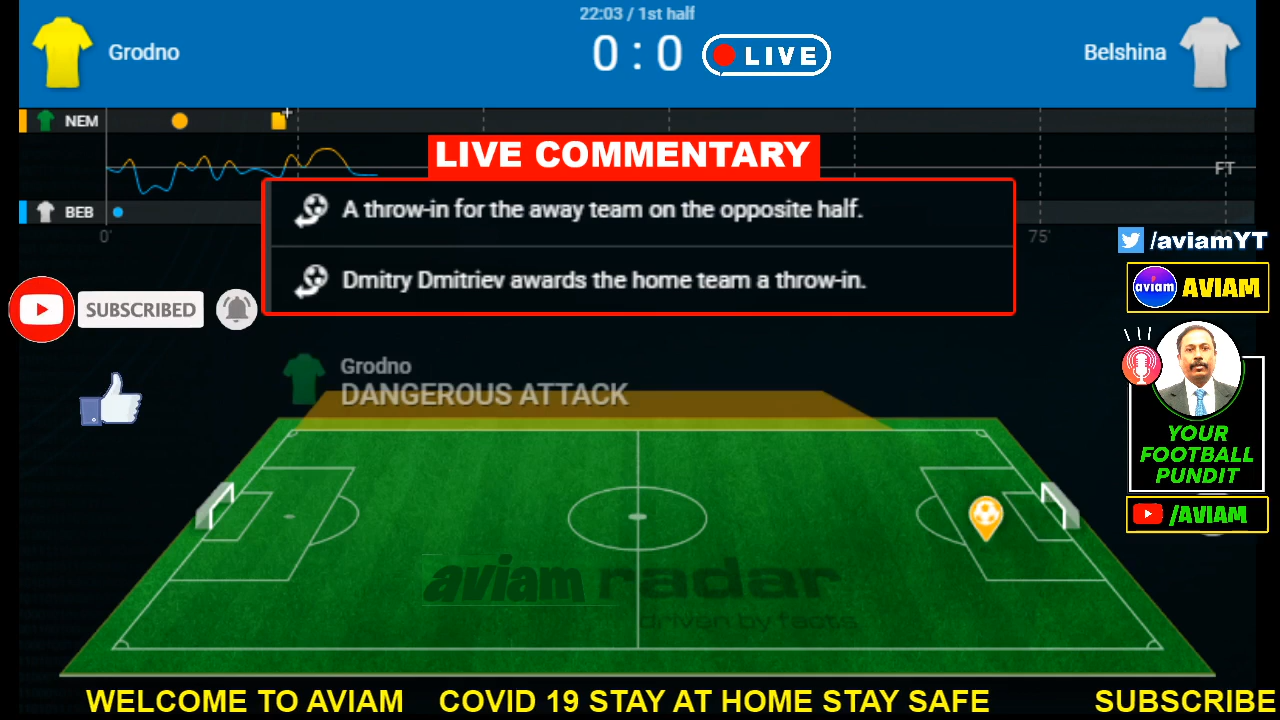 22:03 / 1st half
Grodno
0 : 0
LIVE
Belshina
NEM
LIVE COMMENTARY
FT
A throw-in for the away team on the opposite half.
BEB
0'
75'
/aviamYT
Dmitry Dmitriev awards the home team a throw-in.
aviam AVIAM
SUBSCRIBED
Grodno
DANGEROUS ATTACK
YOUR
FOOTBALL
PUNDIT
/AVIAM
aviam radar
driven by facts
WELCOME TO AVIAM COVID 19 STAY AT HOME STAY SAFE SUBSCRIBE